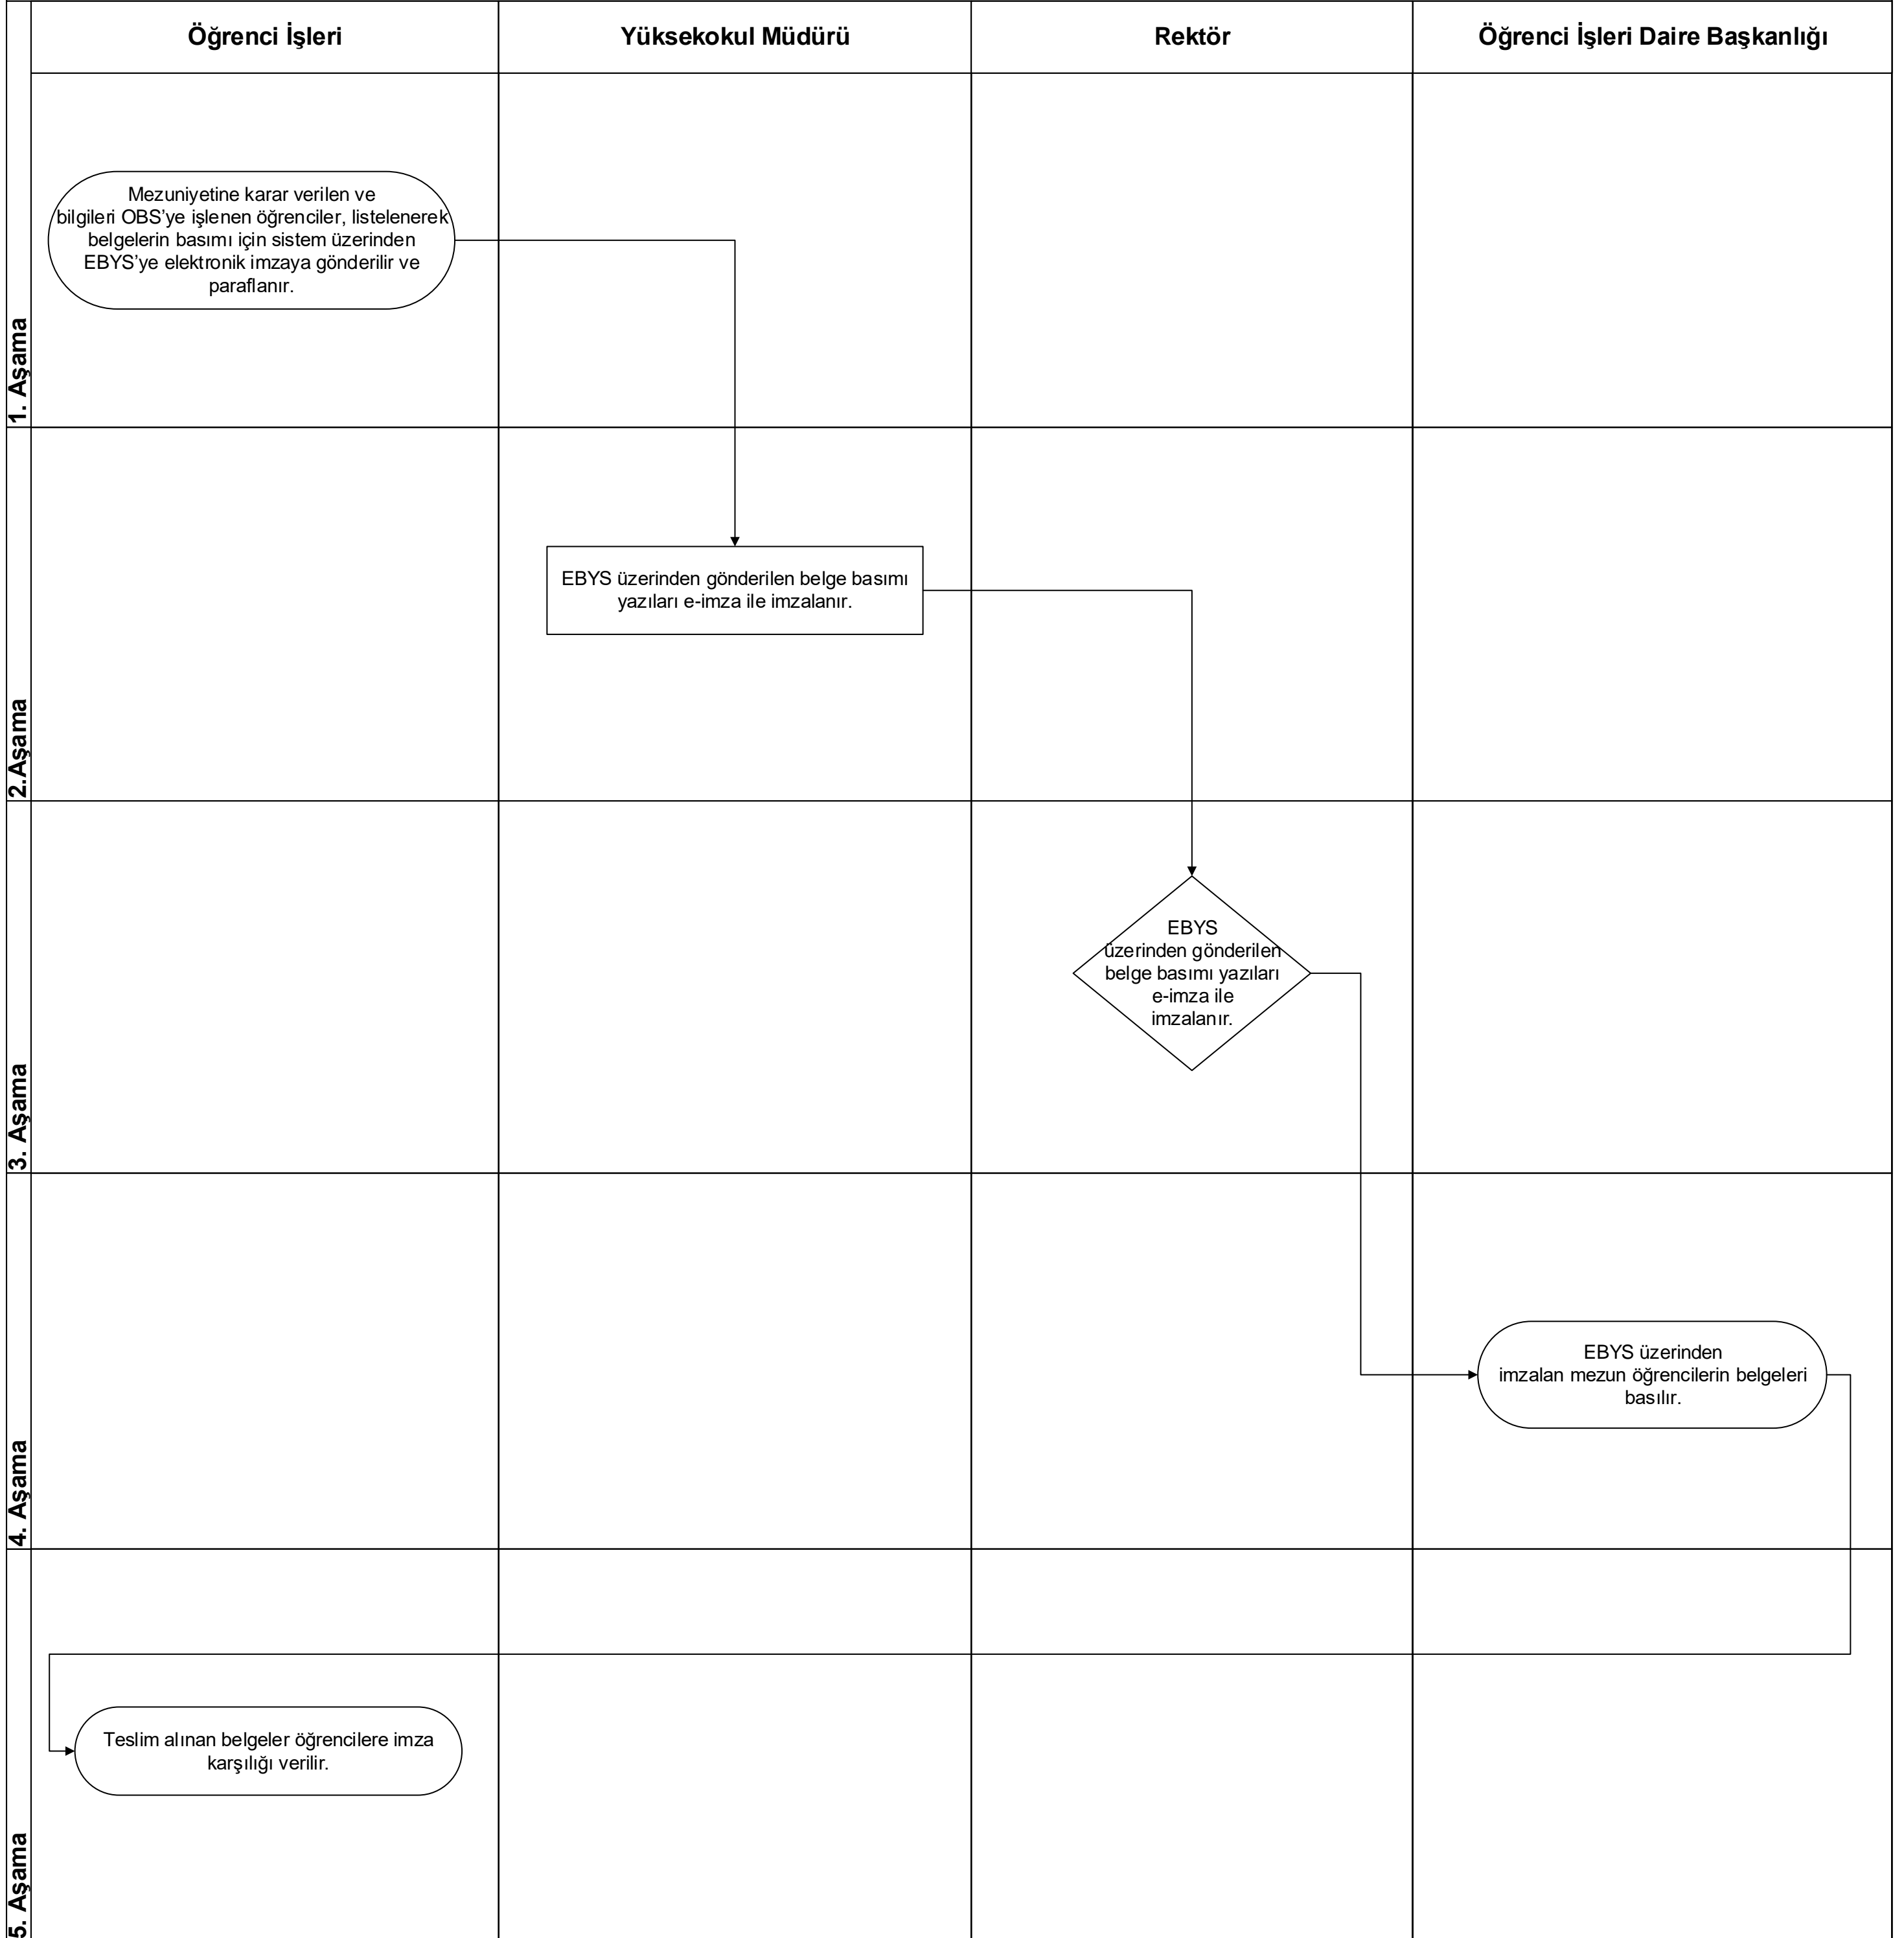 Öğrenci İşleri
Yüksekokul Müdürü
Rektör
Öğrenci İşleri Daire Başkanlığı
1. Aşama
Mezuniyetine karar verilen ve
bilgileri OBS’ye işlenen öğrenciler, listelenerek
belgelerin basımı için sistem üzerinden
EBYS’ye elektronik imzaya gönderilir ve
paraflanır.
2.Aşama
EBYS üzerinden gönderilen belge basımı
yazıları e-imza ile imzalanır.
3. Aşama
EBYS
üzerinden gönderilen
belge basımı yazıları
e-imza ile
imzalanır.
4. Aşama
EBYS üzerinden
imzalan mezun öğrencilerin belgeleri
basılır.
5. Aşama
Teslim alınan belgeler öğrencilere imza
karşılığı verilir.